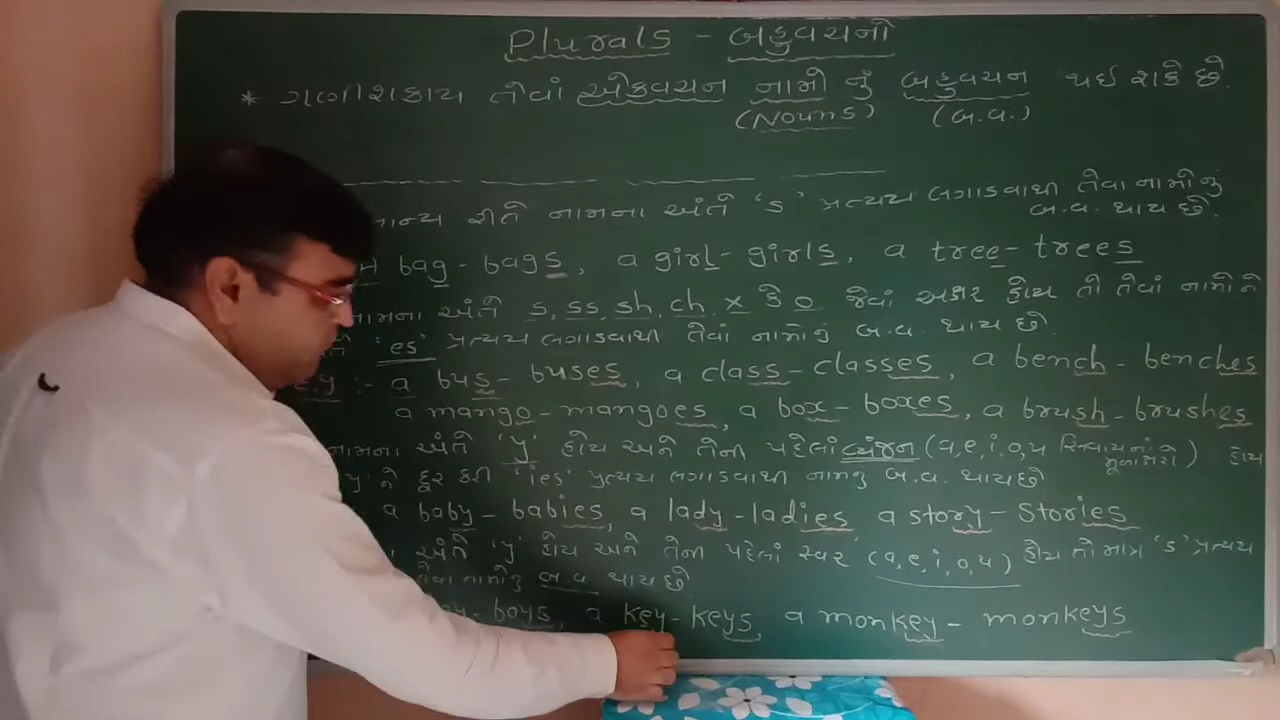 Plurals - બહુવચનો
* ગણી શકાય તેવાં એકવચન નામો નું બહુવચન થઈ શકે છે.
(Nouns) (બ.વ.)
રીતે નામના અંતે 's' પ્રત્યય લગાડવાથી તેવા નામોનું
બ.વ. થાય છે.
bag - bags, a girl - girls, a tree - trees
નામના અંતે s, ss, sh, ch, x કે o જેવાં અક્ષર હોય તો તેવાં નામોને
'es' પ્રત્યય લગાડવાથી તેવાં નામોનું બ.વ. થાય છે.
E.g :- a bus - buses, a class - classes, a bench - benches
a mango - mangoes, a box - boxes, a brush - brushes
નામના અંતે 'y' હોય અને તેની પહેલાં વ્યંજન (a, e, i, o, u સિવાયનાં મૂળાક્ષરો) હોય
y ને દૂર કરી 'ies' પ્રત્યય લગાડવાથી નામનું બ.વ. થાય છે
a baby - babies, a lady - ladies a story - stories
અંતે 'y' હોય અને તેની પહેલાં સ્વર (a, e, i, o, u) હોય તો માત્ર 's' પ્રત્યય
તેવા નામોનું બ.વ થાય છે
- boys, a key - keys a monkey - monkeys